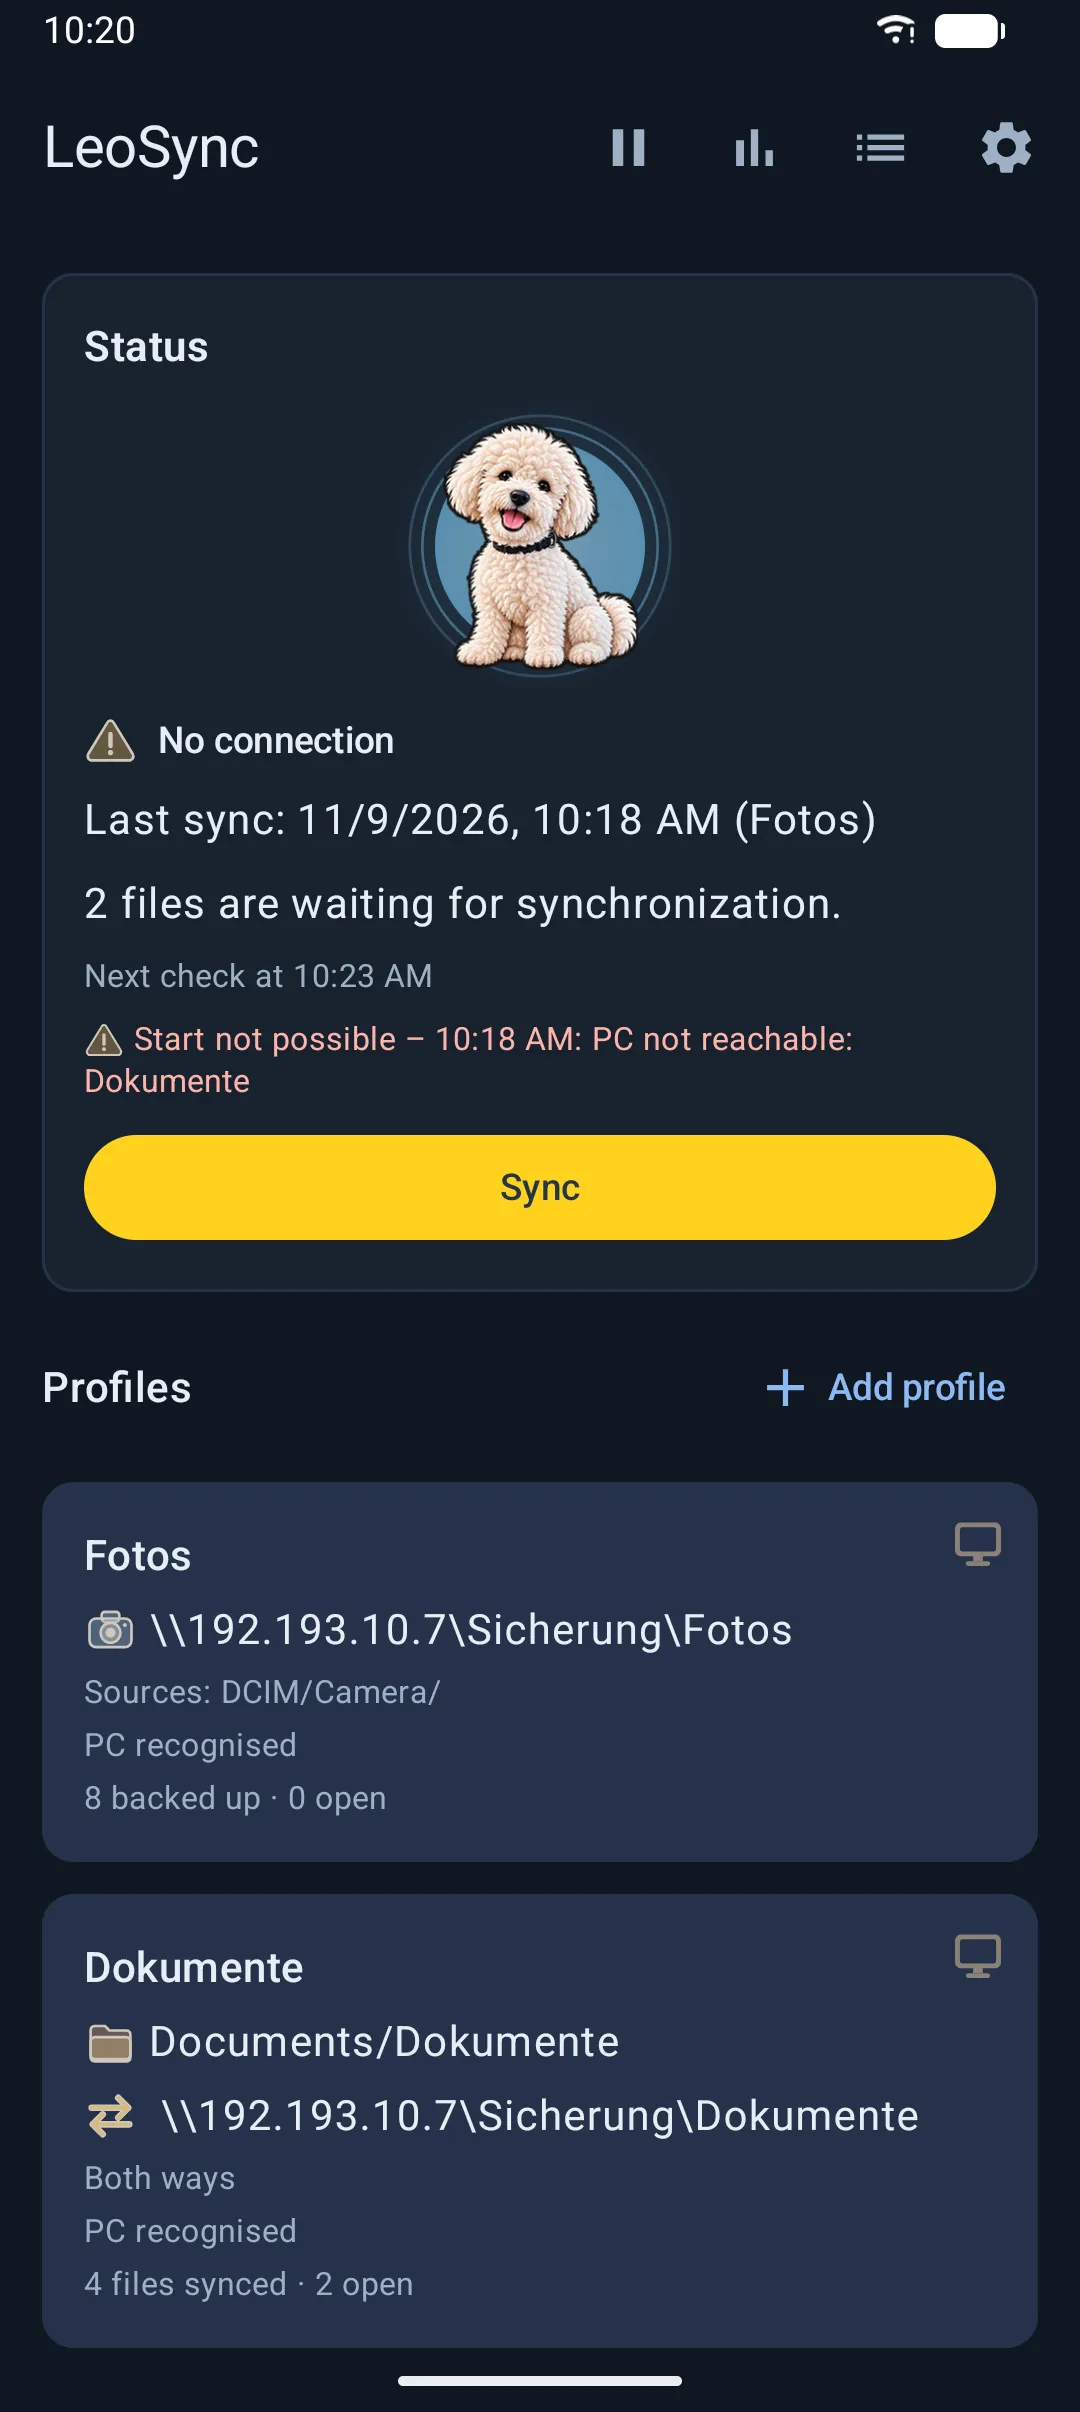 10:20
LeoSync
Status
No connection
Last sync: 11/9/2026, 10:18 AM (Fotos)
2 files are waiting for synchronization.
Next check at 10:23 AM
Start not possible – 10:18 AM: PC not reachable:
Dokumente
Sync
Profiles
Add profile
Fotos
\\192.193.10.7\Sicherung\Fotos
Sources: DCIM/Camera/
PC recognised
8 backed up · 0 open
Dokumente
Documents/Dokumente
\\192.193.10.7\Sicherung\Dokumente
Both ways
PC recognised
4 files synced · 2 open